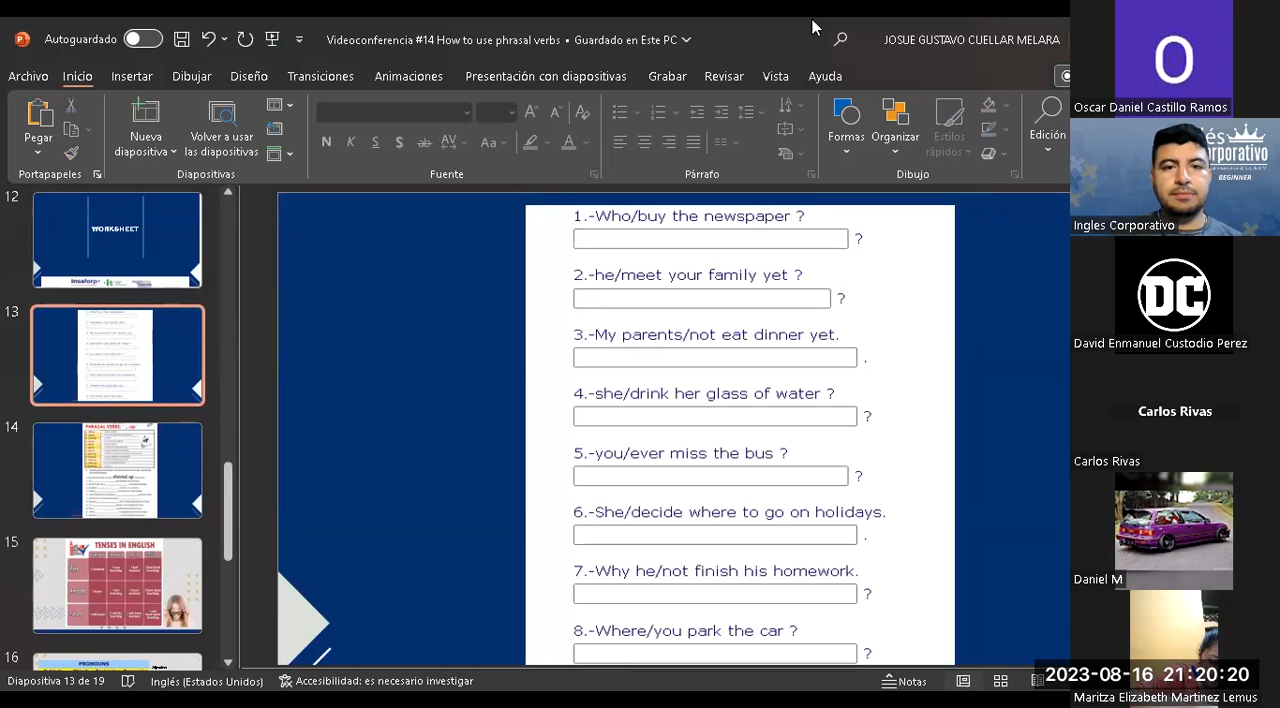 Autoguardado
Videoconferencia #14 How to use phrasal verbs • Guardado en Este PC
JOSUE GUSTAVO CUELLAR MELARA
Archivo Inicio Insertar Dibujar Diseño Transiciones Animaciones Presentación con diapositivas Grabar Revisar Vista Ayuda
Pegar
Nueva diapositiva
Volver a usar las diapositivas
N K S S ab AV Aa A
Formas
Organizar
Estilos rápidos
Edición
Portapapeles
Diapositivas
Fuente
Párrafo
Dibujo
12
WORKSHEET
Insaforp
13
14
PHRASAL VERBS: ...up
15
TENSES IN ENGLISH
16
PRONOUNS
1.-Who/buy the newspaper ?
?
2.-he/meet your family yet ?
?
3.-My parents/not eat dinner yet.
.
4.-she/drink her glass of water ?
?
5.-you/ever miss the bus ?
?
6.-She/decide where to go on holidays.
.
7.-Why he/not finish his homework.
?
8.-Where/you park the car ?
?
Diapositiva 13 de 19
Inglés (Estados Unidos)
Accesibilidad: es necesario investigar
Notas
O
Oscar Daniel Castillo Ramos
és
orporativo
BEGINNER
Ingles Corporativo
DC
David Enmanuel Custodio Perez
Carlos Rivas
Carlos Rivas
Daniel M
2023-08-16 21:20:20
Maritza Elizabeth Martinez Lemus